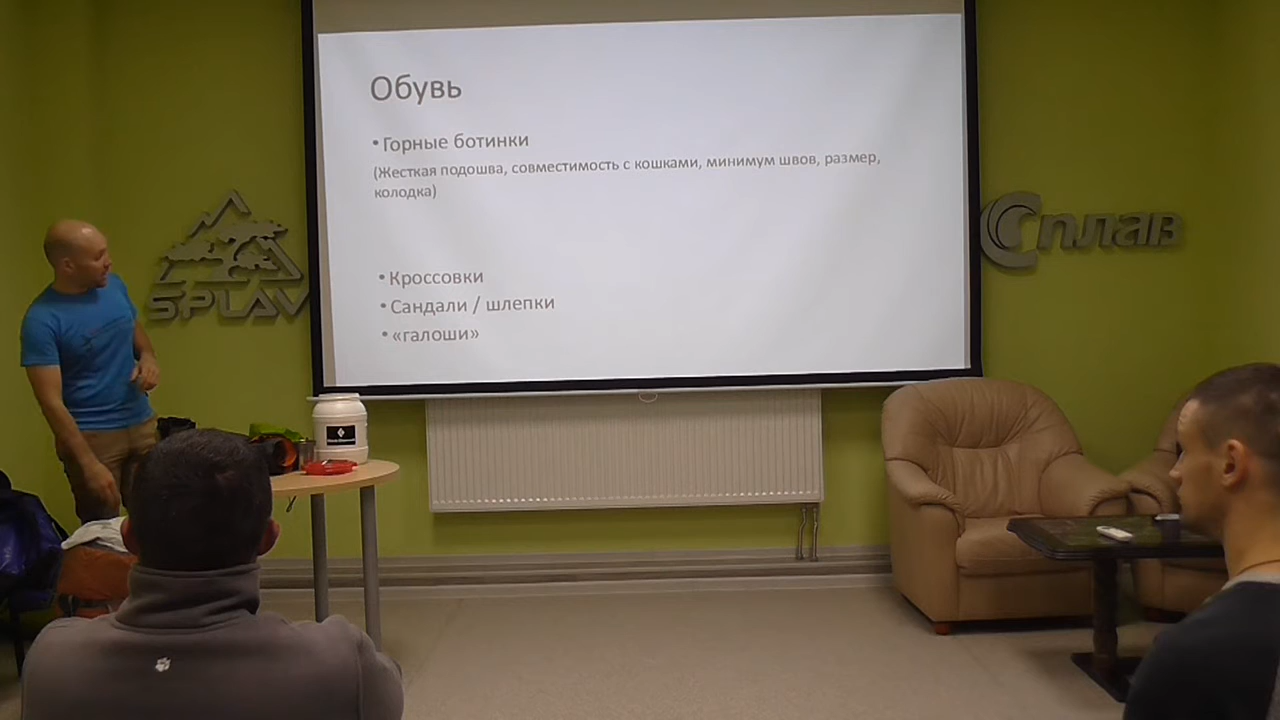 Обувь
• Горные ботинки
(Жесткая подошва, совместимость с кошками, минимум швов, размер,
колодка)
• Кроссовки
• Сандали / шлепки
• «галоши»
SPLAV
Сплав